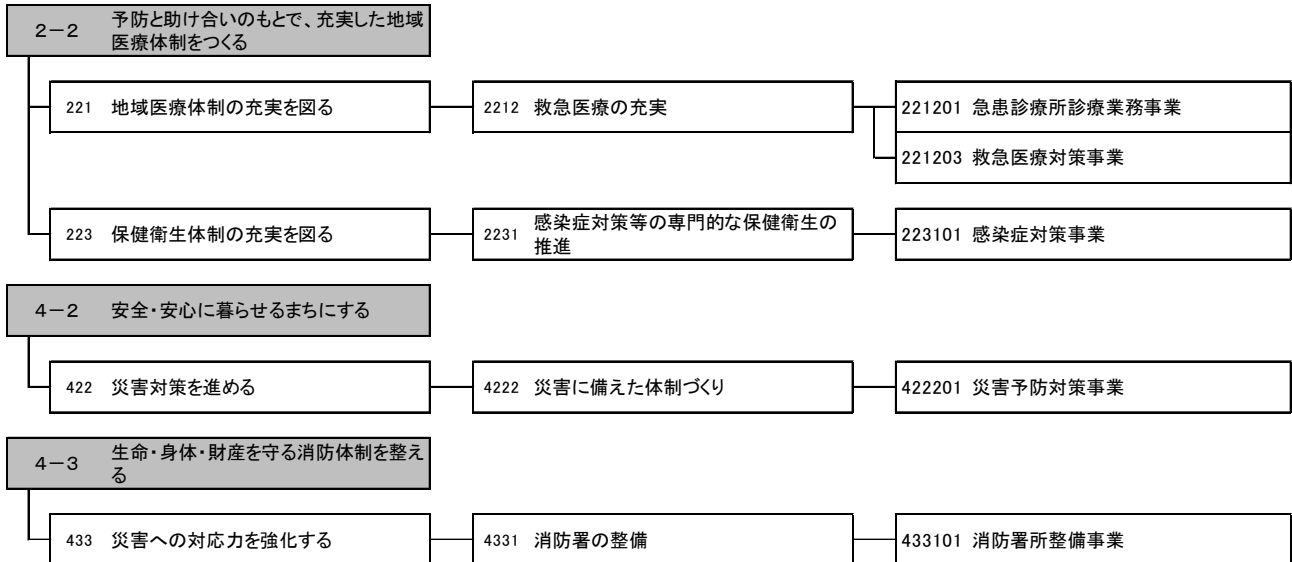 ２－２ 予防と助け合いのもとで、充実した地域
医療体制をつくる
221 地域医療体制の充実を図る
2212 救急医療の充実
221201 急患診療所診療業務事業
221203 救急医療対策事業
223 保健衛生体制の充実を図る
2231 感染症対策等の専門的な保健衛生の
推進
223101 感染症対策事業
４－２ 安全・安心に暮らせるまちにする
422 災害対策を進める
4222 災害に備えた体制づくり
422201 災害予防対策事業
４－３ 生命・身体・財産を守る消防体制を整え
る
433 災害への対応力を強化する
4331 消防署の整備
433101 消防署所整備事業